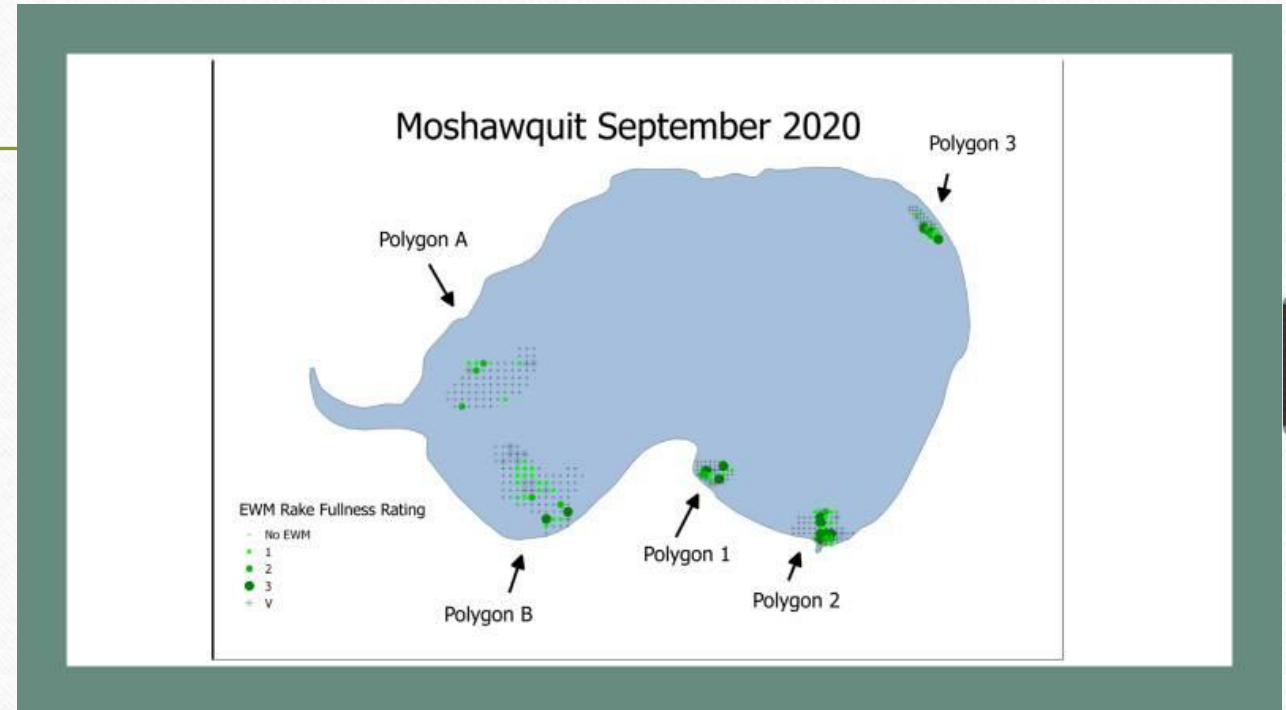 Moshawquit September 2020
Polygon 3
Polygon A
EWM Rake Fullness Rating
No EWM
1
2
3
V
Polygon 1
Polygon 2
Polygon B